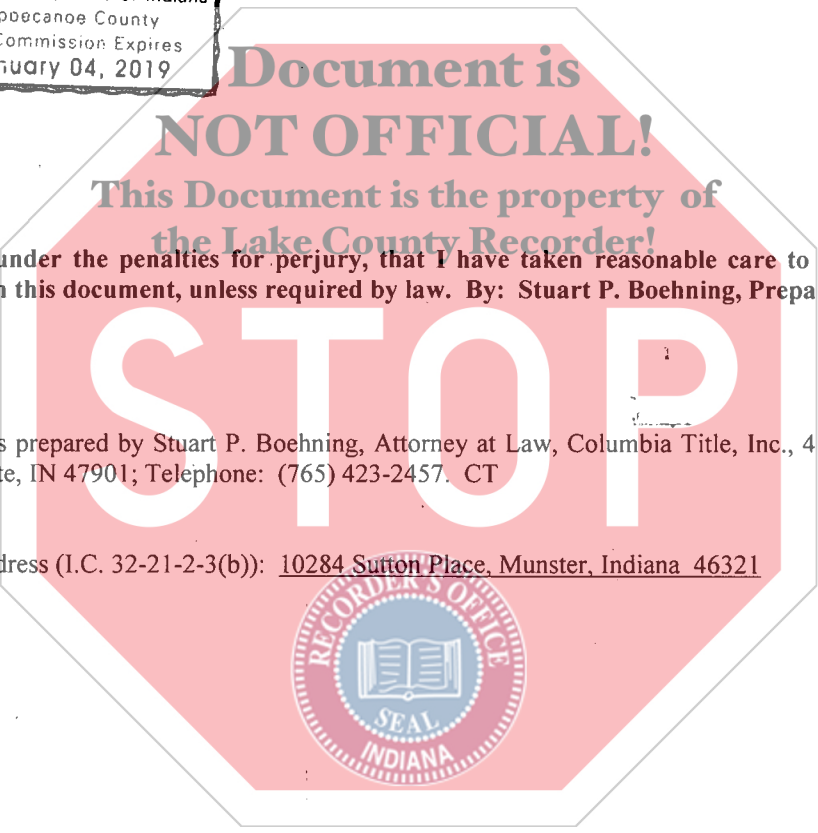 ppecanoe County
Commission Expires
nuary 04, 2019
Document is
NOT OFFICIAL!
This Document is the property of
the Lake County Recorder!
under the penalties for perjury, that I have taken reasonable care to
this document, unless required by law. By: Stuart P. Boehning, Prepa
STOP
s prepared by Stuart P. Boehning, Attorney at Law, Columbia Title, Inc., 4
te, IN 47901; Telephone: (765) 423-2457. CT
dress (I.C. 32-21-2-3(b)): 10284 Sutton Place, Munster, Indiana 46321
RECORDER'S OFFICE
SEAL
INDIANA